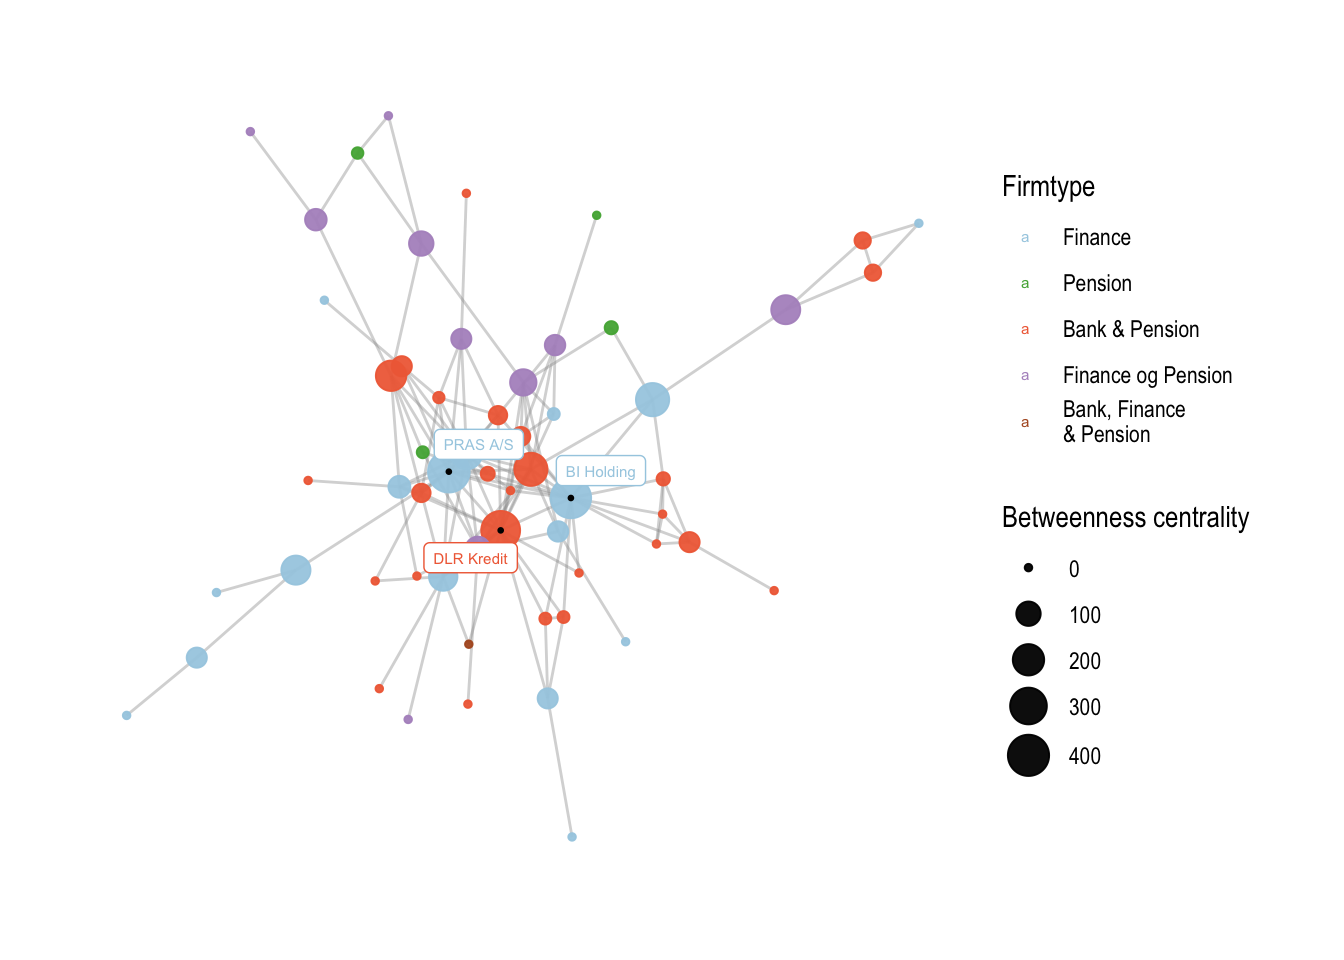 PRAS A/S
BI Holding
DLR Kredit
Firmtype
a Finance
a Pension
a Bank & Pension
a Finance og Pension
a Bank, Finance
& Pension
Betweenness centrality
0
100
200
300
400